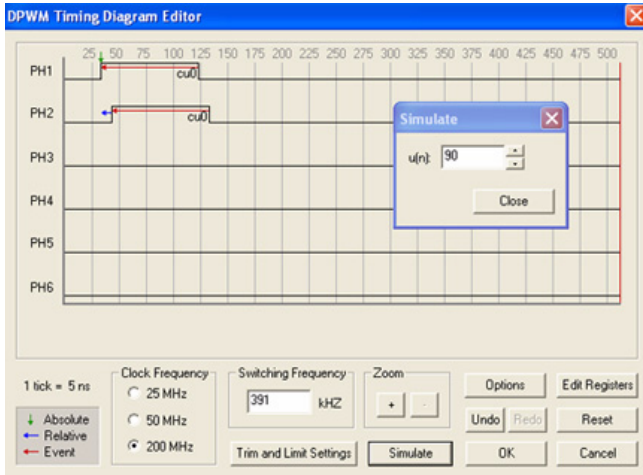 DPWM Timing Diagram Editor
25 50 75 100 125 150 175 200 225 250 275 300 325 350 375 400 425 450 475 500
PH1
cu0
PH2
cu0
PH3
PH4
PH5
PH6
Simulate
u(n): 90
Close
1 tick = 5 ns
Absolute
Relative
Event
Clock Frequency
25 MHz
50 MHz
200 MHz
Switching Frequency
391 kHZ
Zoom
+ -
Trim and Limit Settings
Simulate
Options
Edit Registers
Undo Redo
Reset
OK
Cancel